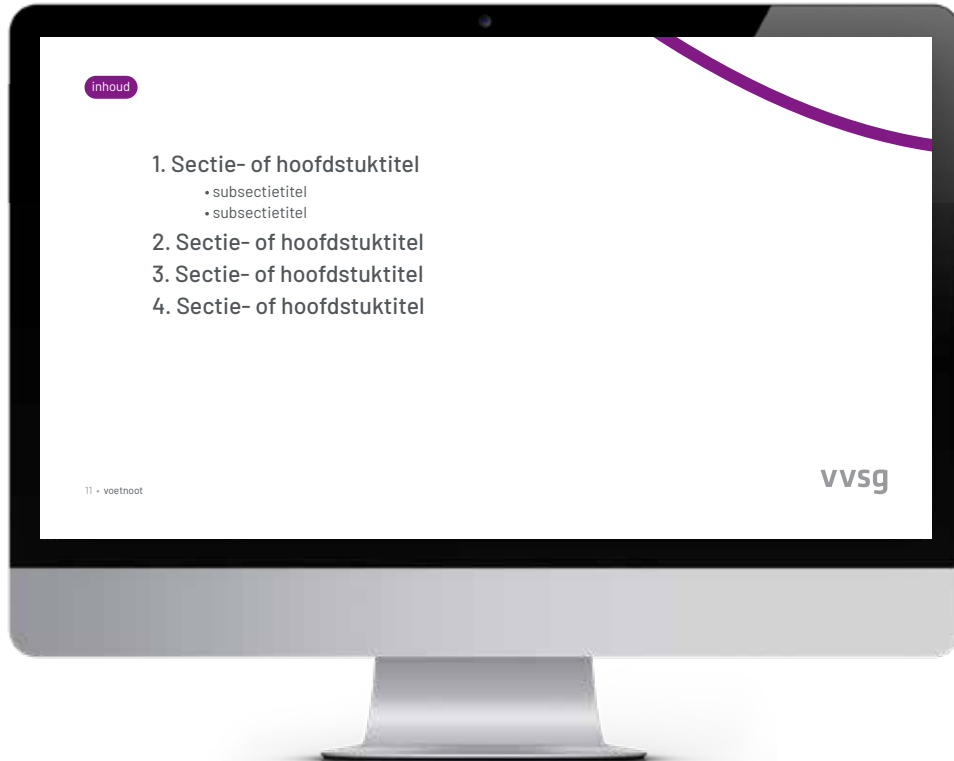 inhoud
1. Sectie- of hoofdstuktitel
• subsectietitel
• subsectietitel
2. Sectie- of hoofdstuktitel
3. Sectie- of hoofdstuktitel
4. Sectie- of hoofdstuktitel
11 • voetnoot
vvsg